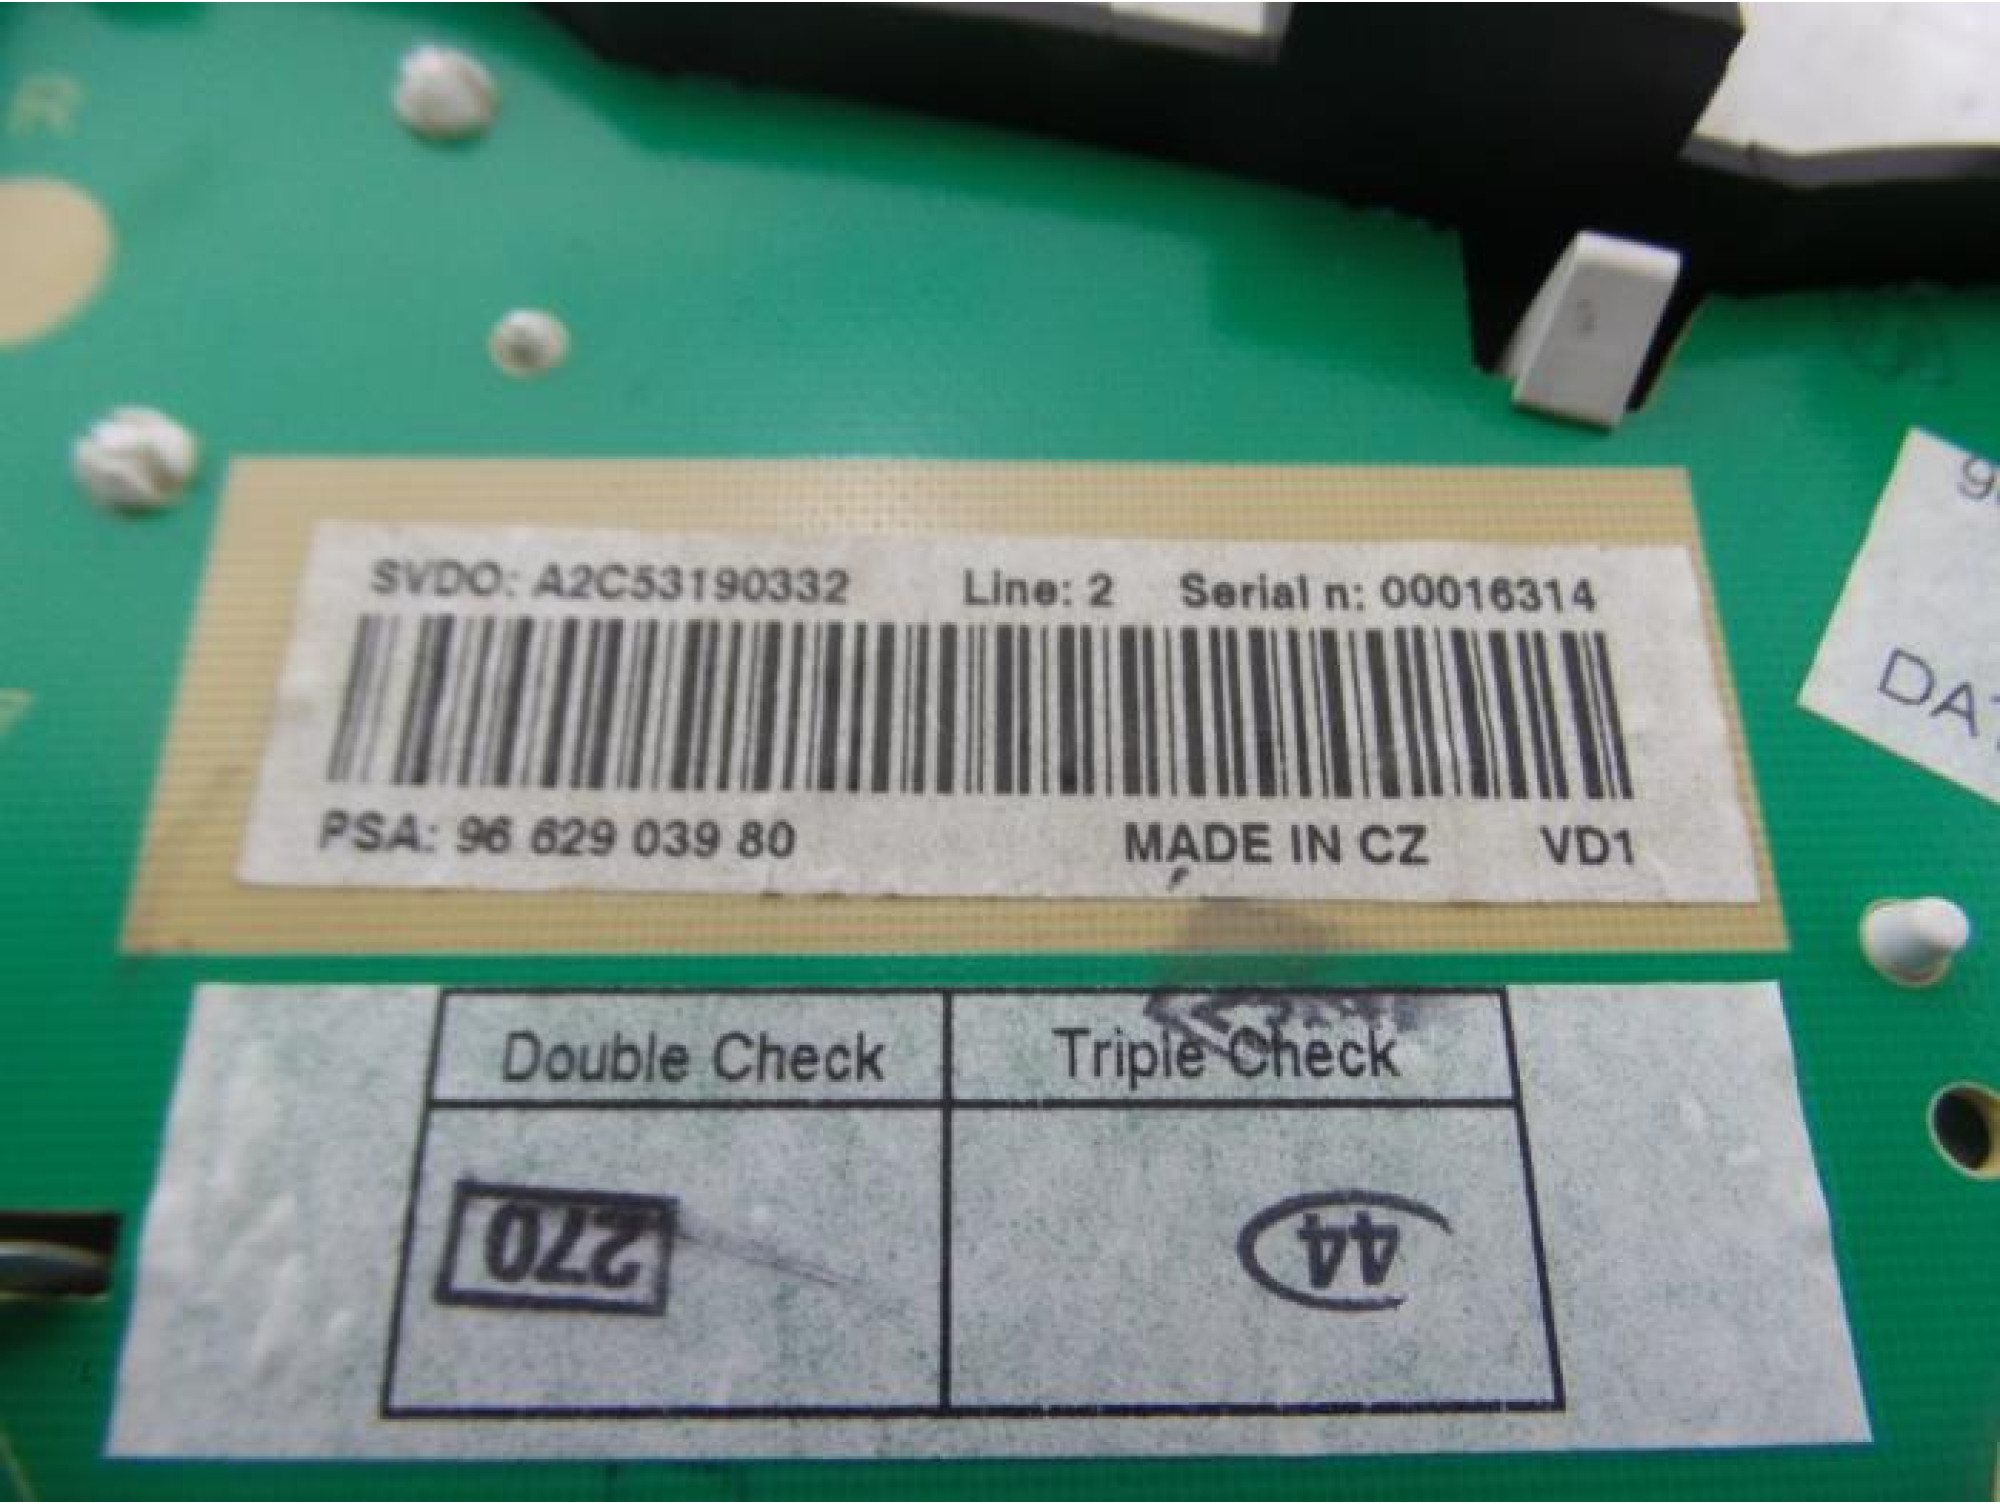 R
SVDO: A2C53190332 Line: 2 Serial n: 00016314
PSA: 96 629 039 80 MADE IN CZ VD1
DA
Double Check Triple Check
270 44